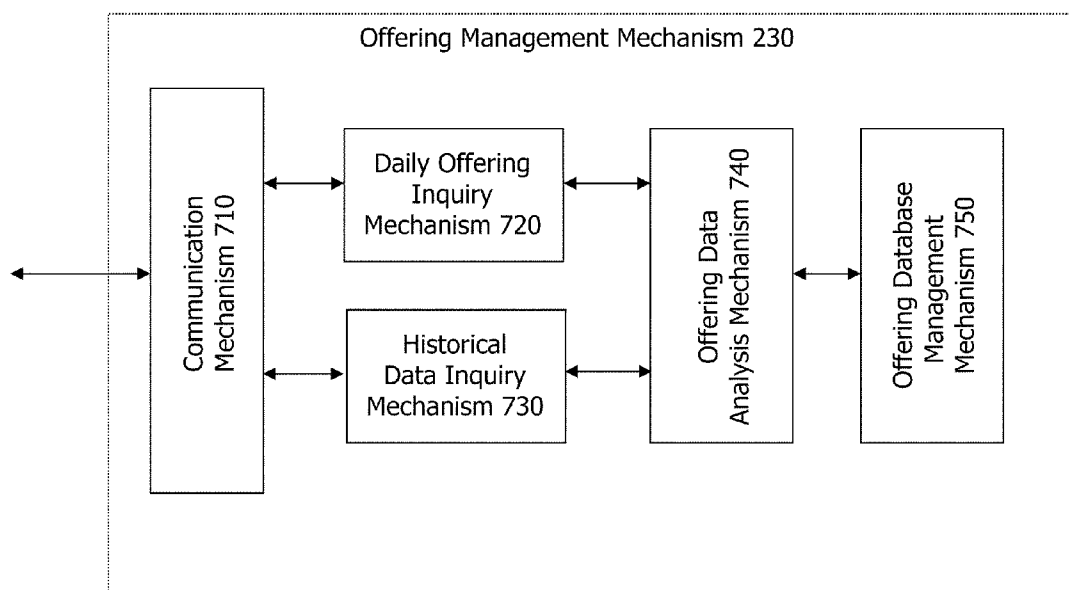 Offering Management Mechanism 230
Communication
Mechanism 710
Daily Offering
Inquiry
Mechanism 720
Historical
Data Inquiry
Mechanism 730
Offering Data
Analysis Mechanism 740
Offering Database
Management
Mechanism 750